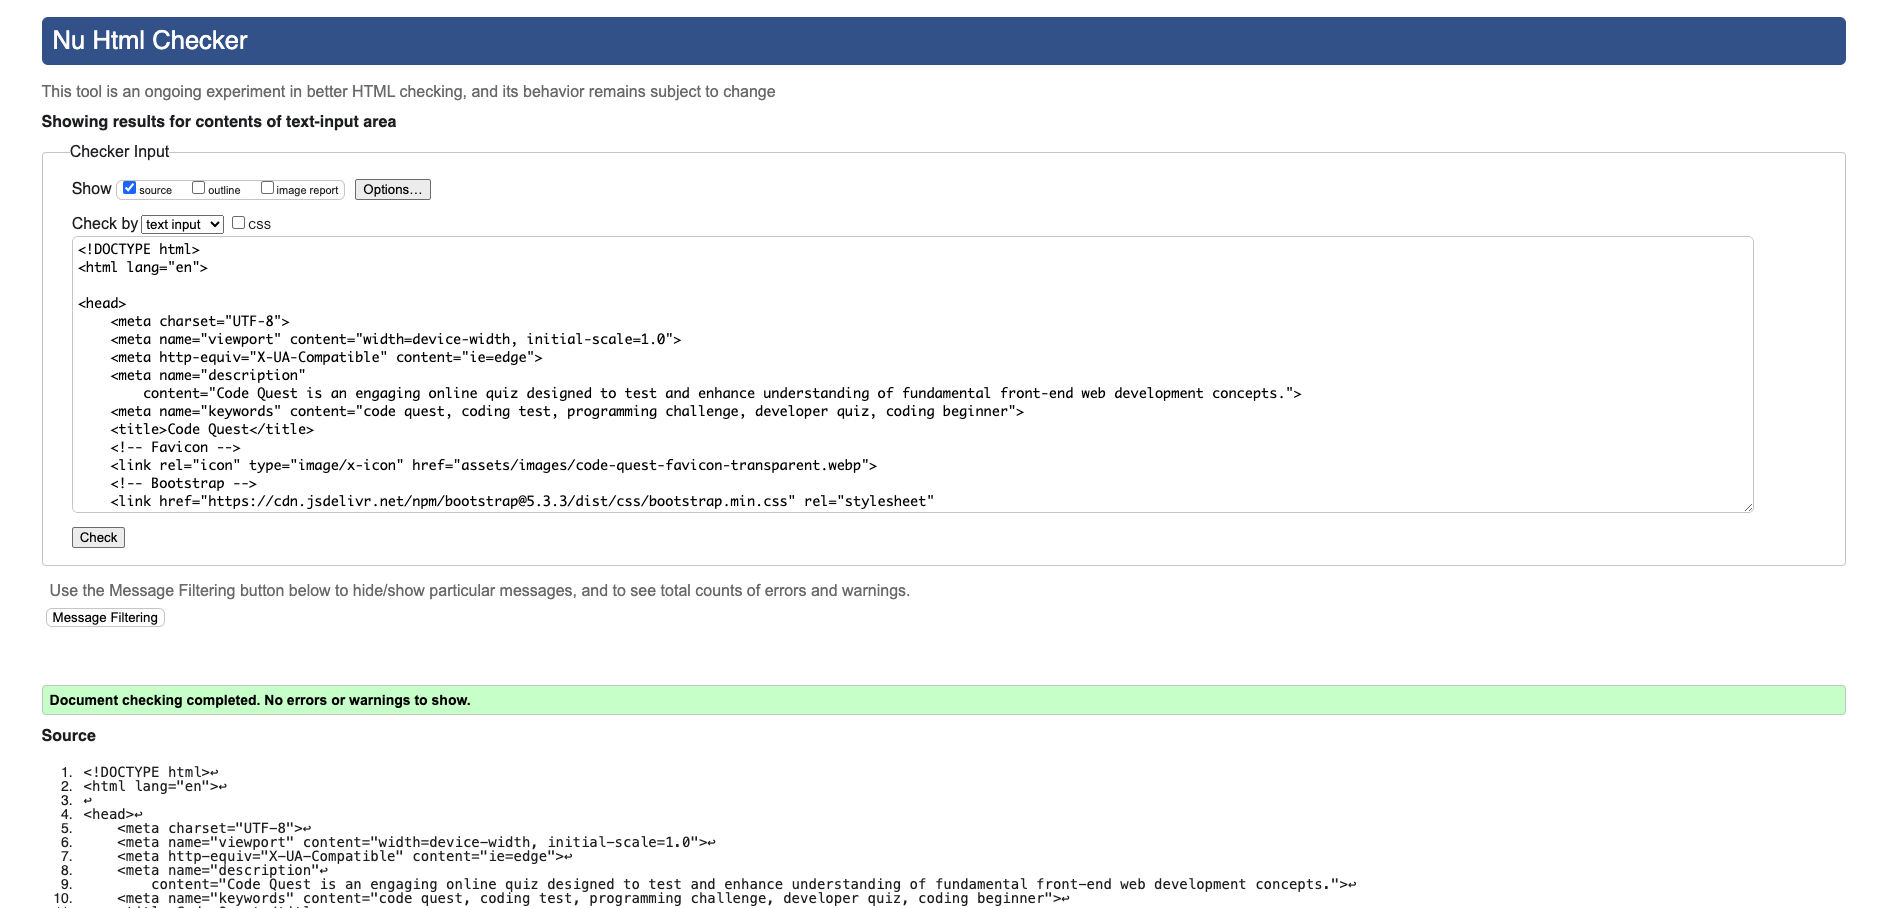 Nu Html Checker
This tool is an ongoing experiment in better HTML checking, and its behavior remains subject to change
Showing results for contents of text-input area
Checker Input
Show source outline image report Options...
Check by text input CSS
<!DOCTYPE html>
<html lang="en">
<head>
<meta charset="UTF-8">
<meta name="viewport" content="width=device-width, initial-scale=1.0">
<meta http-equiv="X-UA-Compatible" content="ie=edge">
<meta name="description"
content="Code Quest is an engaging online quiz designed to test and enhance understanding of fundamental front-end web development concepts.">
<meta name="keywords" content="code quest, coding test, programming challenge, developer quiz, coding beginner">
<title>Code Quest</title>
<!-- Favicon -->
<link rel="icon" type="image/x-icon" href="assets/images/code-quest-favicon-transparent.webp">
<!-- Bootstrap -->
<link href="https://cdn.jsdelivr.net/npm/bootstrap@5.3.3/dist/css/bootstrap.min.css" rel="stylesheet"
Check
Use the Message Filtering button below to hide/show particular messages, and to see total counts of errors and warnings.
Message Filtering
Document checking completed. No errors or warnings to show.
Source
1. <!DOCTYPE html>↩
2. <html lang="en">↩
3. ↩
4. <head>↩
5. <meta charset="UTF-8">↩
6. <meta name="viewport" content="width=device-width, initial-scale=1.0">↩
7. <meta http-equiv="X-UA-Compatible" content="ie=edge">↩
8. <meta name="description"↩
9. content="Code Quest is an engaging online quiz designed to test and enhance understanding of fundamental front-end web development concepts.">↩
10. <meta name="keywords" content="code quest, coding test, programming challenge, developer quiz, coding beginner">↩